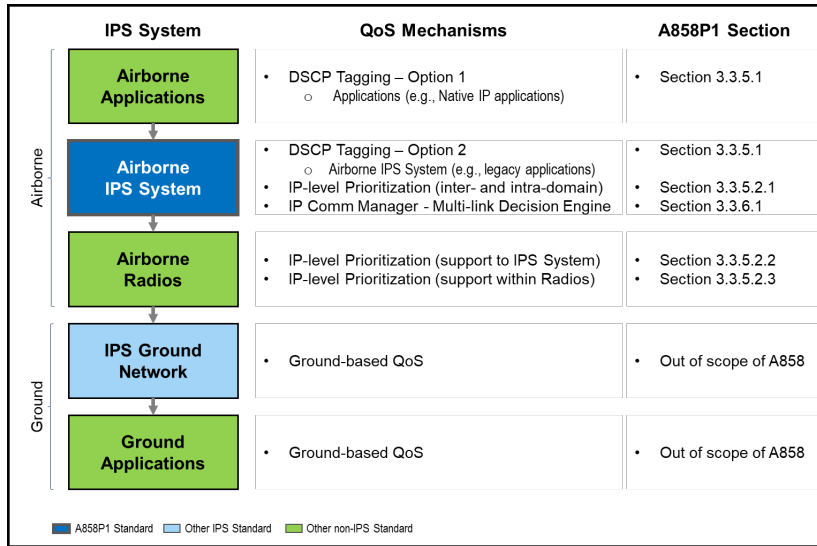 IPS System QoS Mechanisms A858P1 Section
Airborne
Airborne Applications
• DSCP Tagging – Option 1
o Applications (e.g., Native IP applications)
• Section 3.3.5.1
Airborne IPS System
• DSCP Tagging – Option 2
o Airborne IPS System (e.g., legacy applications)
• IP-level Prioritization (inter- and intra-domain)
• IP Comm Manager - Multi-link Decision Engine
• Section 3.3.5.1
• Section 3.3.5.2.1
• Section 3.3.6.1
Airborne Radios
• IP-level Prioritization (support to IPS System)
• IP-level Prioritization (support within Radios)
• Section 3.3.5.2.2
• Section 3.3.5.2.3
Ground
IPS Ground Network
• Ground-based QoS
• Out of scope of A858
Ground Applications
• Ground-based QoS
• Out of scope of A858
A858P1 Standard Other IPS Standard Other non-IPS Standard